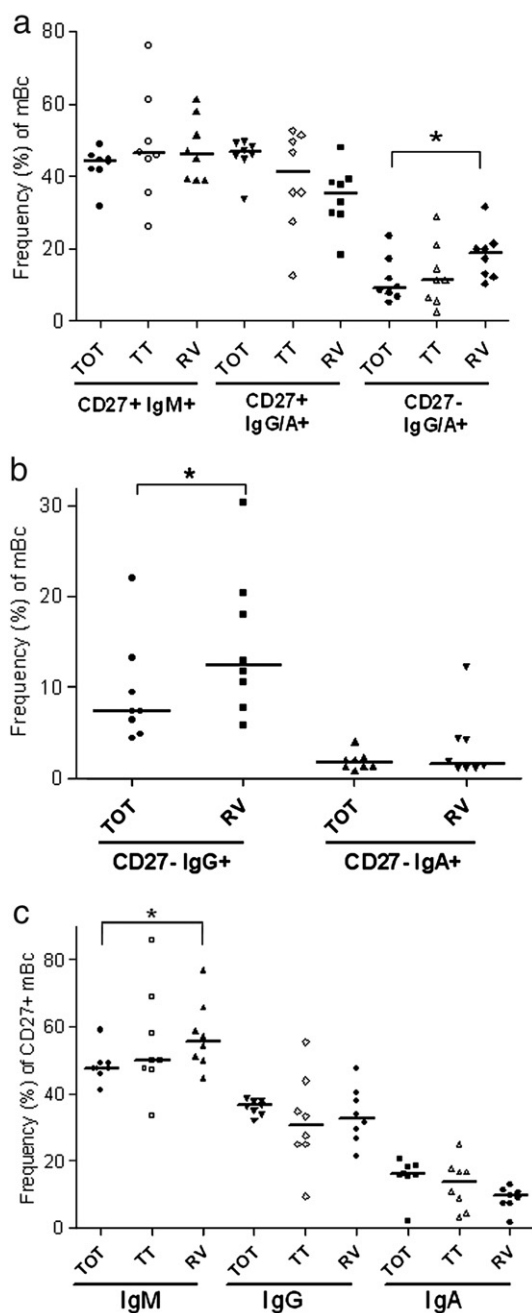 a
Frequency (%) of mBc
80
60
40
20
0
*
TOT TT RV TOT TT RV TOT TT RV
CD27+ IgM+ CD27+ IgG/A+ CD27- IgG/A+
b
Frequency (%) of mBc
30
20
10
0
*
TOT RV TOT RV
CD27- IgG+ CD27- IgA+
c
Frequency (%) of CD27+ mBc
80
60
40
20
0
*
TOT TT RV TOT TT RV TOT TT RV
IgM IgG IgA